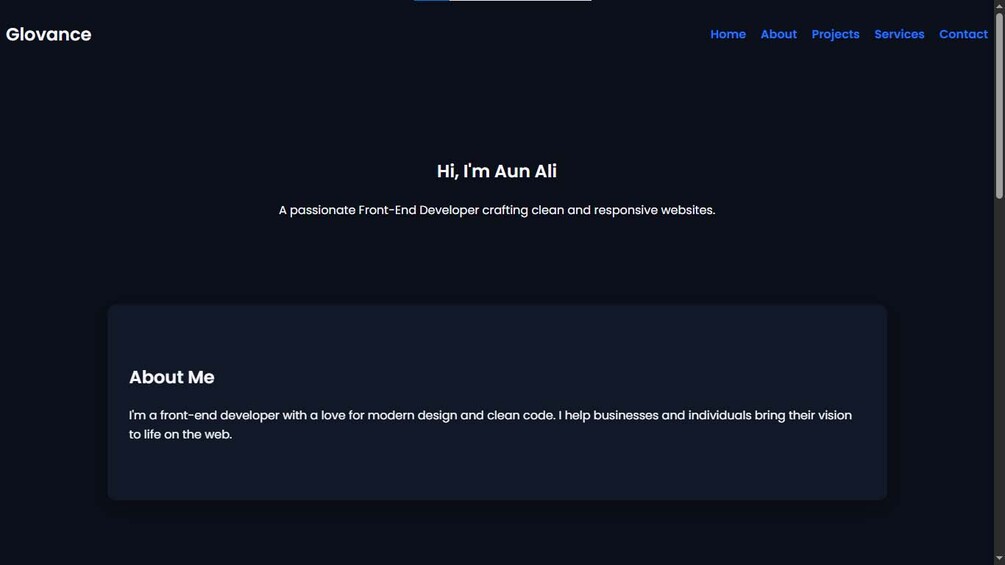 Glovance
Home About Projects Services Contact
Hi, I'm Aun Ali
A passionate Front-End Developer crafting clean and responsive websites.
About Me
I'm a front-end developer with a love for modern design and clean code. I help businesses and individuals bring their vision
to life on the web.